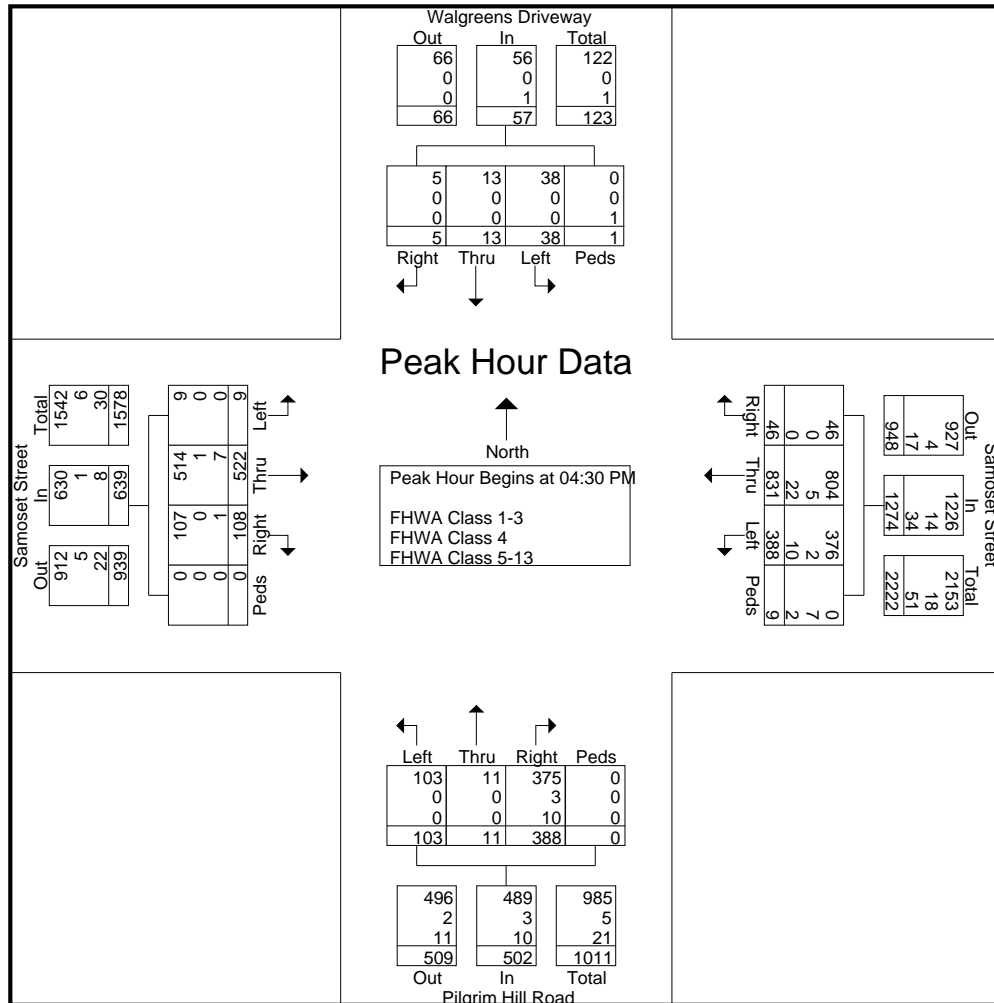 Walgreens Driveway
Out In Total
66 56 122
0 0 0
0 1 1
66 57 123
5 13 38 0
0 0 0 0
0 0 0 1
5 13 38 1
Right Thru Left Peds
Peak Hour Data
North
Peak Hour Begins at 04:30 PM
FHWA Class 1-3
FHWA Class 4
FHWA Class 5-13
Samoset Street
Out In Total
912 630 1542
5 1 6
22 8 30
939 639 1578
Peds Right Thru Left
0 107 514 9
0 0 1 0
0 1 7 0
0 108 522 9
Samoset Street
Out In Total
927 1226 2153
4 14 18
17 34 51
948 1274 2222
Right Thru Left Peds
46 804 376 0
0 5 2 7
0 22 10 2
46 831 388 9
Left Thru Right Peds
103 11 375 0
0 0 3 0
0 0 10 0
103 11 388 0
496 489 985
2 3 5
11 10 21
509 502 1011
Out In Total
Pilgrim Hill Road